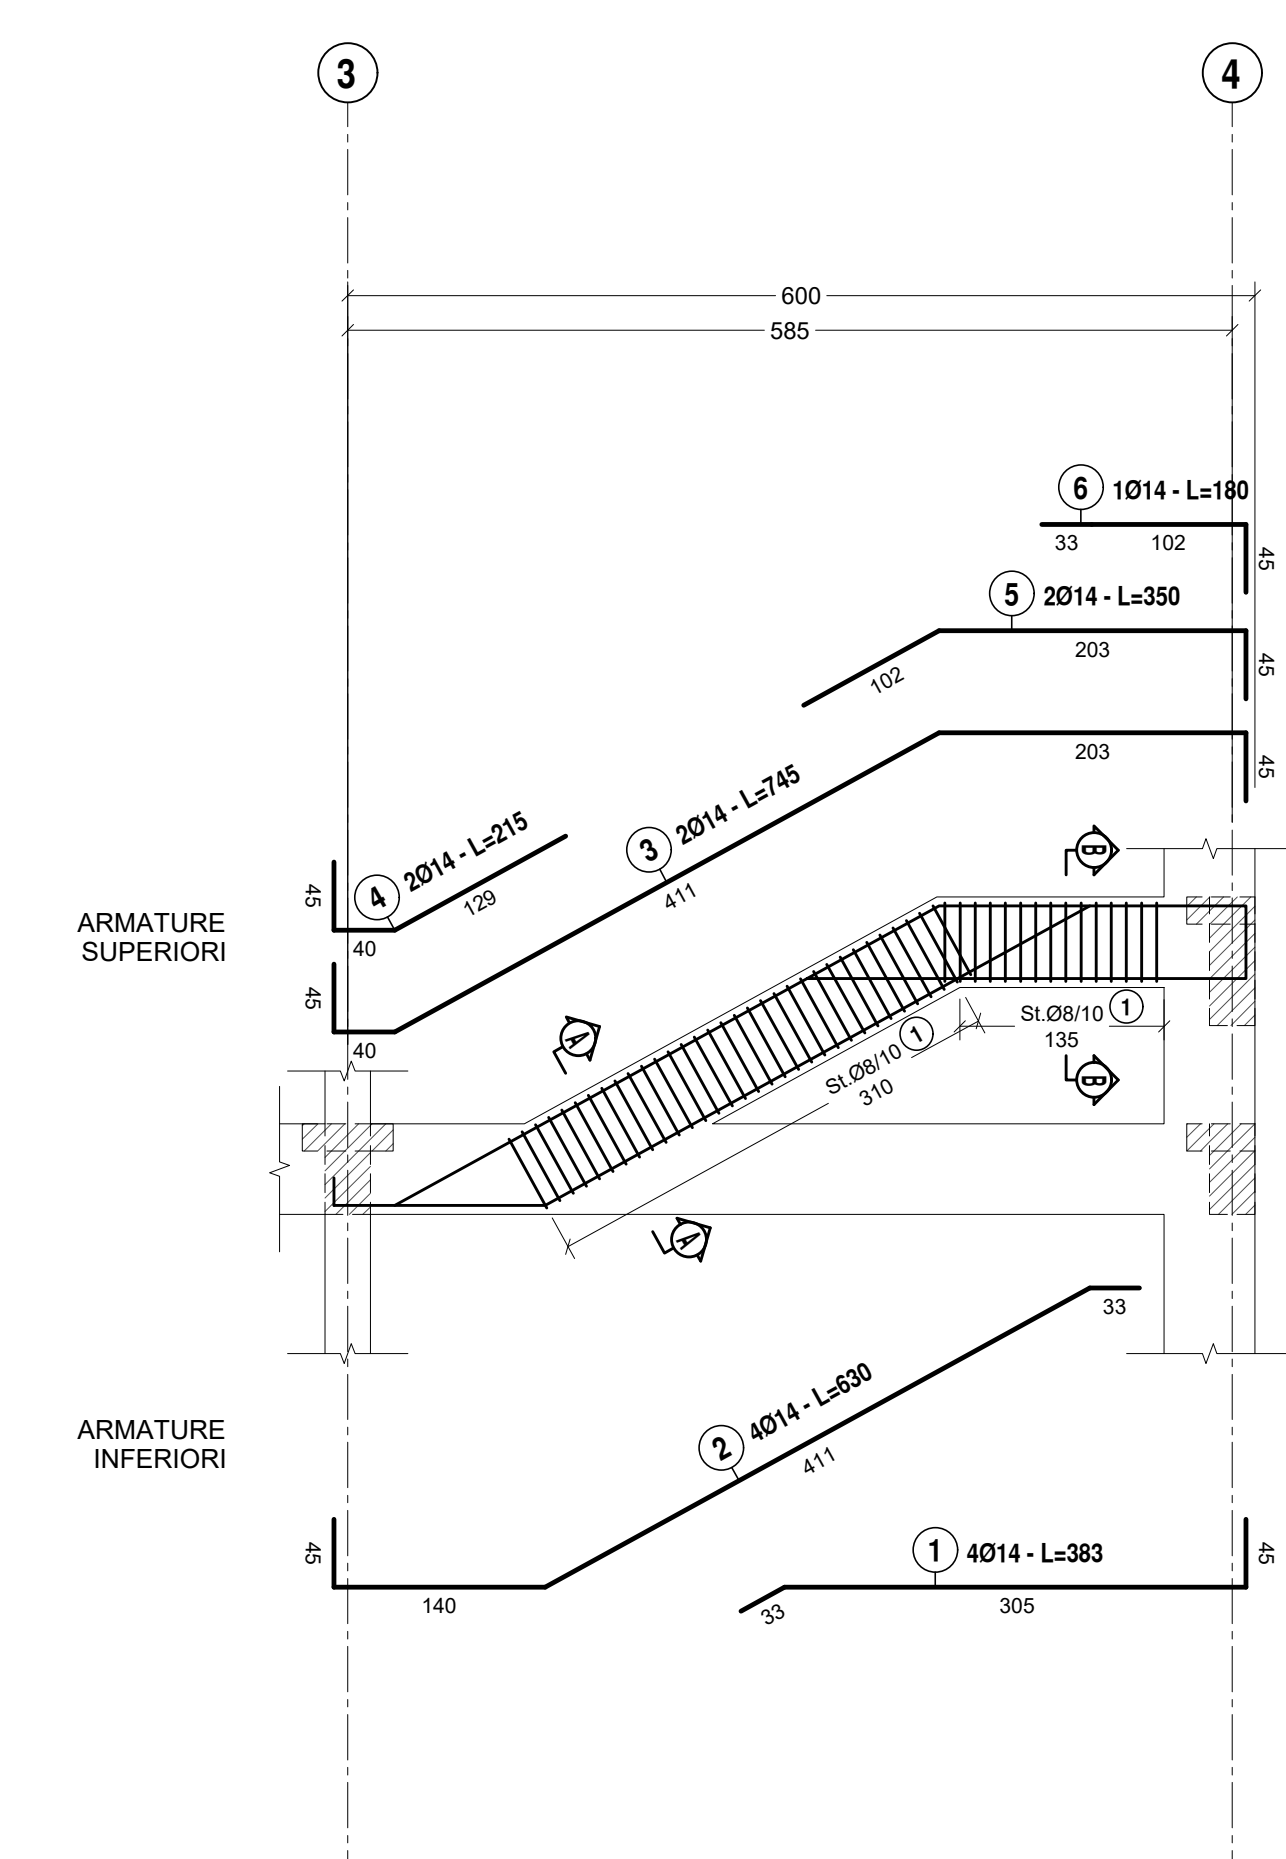 3
4
600
585
6 1Ø14 - L=180
33
102
45
5 2Ø14 - L=350
203
45
102
203
45
3 2Ø14 - L=745
411
4 2Ø14 - L=215
129
45
40
ARMATURE
SUPERIORI
45
40
B
A
St.Ø8/10 1
135
St.Ø8/10 1
310
B
A
33
2 4Ø14 - L=630
411
ARMATURE
INFERIORI
45
140
1 4Ø14 - L=383
33
305
45